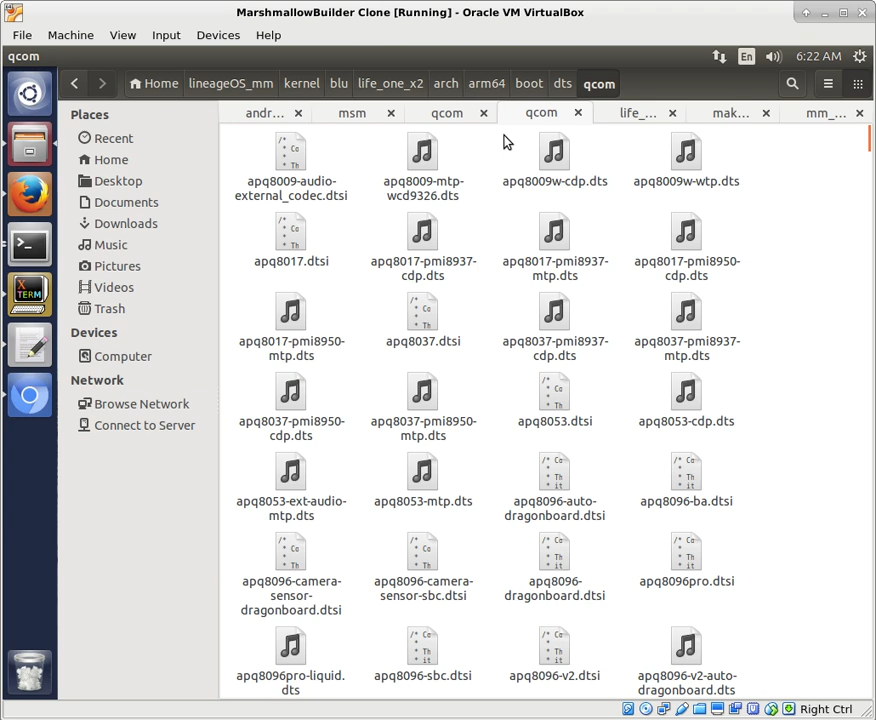 MarshmallowBuilder Clone [Running] - Oracle VM VirtualBox
File Machine View Input Devices Help
qcom En 6:22 AM
Home lineageOS_mm kernel blu life_one_x2 arch arm64 boot dts qcom
andr... msm qcom qcom life_... mak... mm_...
Places
Recent
Home
Desktop
Documents
Downloads
Music
Pictures
Videos
Trash
Devices
Computer
Network
Browse Network
Connect to Server
apq8009-audio-external_codec.dtsi
apq8009-mtp-wcd9326.dts
apq8009w-cdp.dts
apq8009w-wtp.dts
apq8017.dtsi
apq8017-pmi8937-cdp.dts
apq8017-pmi8937-mtp.dts
apq8017-pmi8950-cdp.dts
apq8017-pmi8950-mtp.dts
apq8037.dtsi
apq8037-pmi8937-cdp.dts
apq8037-pmi8937-mtp.dts
apq8037-pmi8950-cdp.dts
apq8037-pmi8950-mtp.dts
apq8053.dtsi
apq8053-cdp.dts
apq8053-ext-audio-mtp.dts
apq8053-mtp.dts
apq8096-auto-dragonboard.dtsi
apq8096-ba.dtsi
apq8096-camera-sensor-dragonboard.dtsi
apq8096-camera-sensor-sbc.dtsi
apq8096-dragonboard.dtsi
apq8096pro.dtsi
apq8096pro-liquid.dts
apq8096-sbc.dtsi
apq8096-v2.dtsi
apq8096-v2-auto-dragonboard.dts
X TERM
Right Ctrl